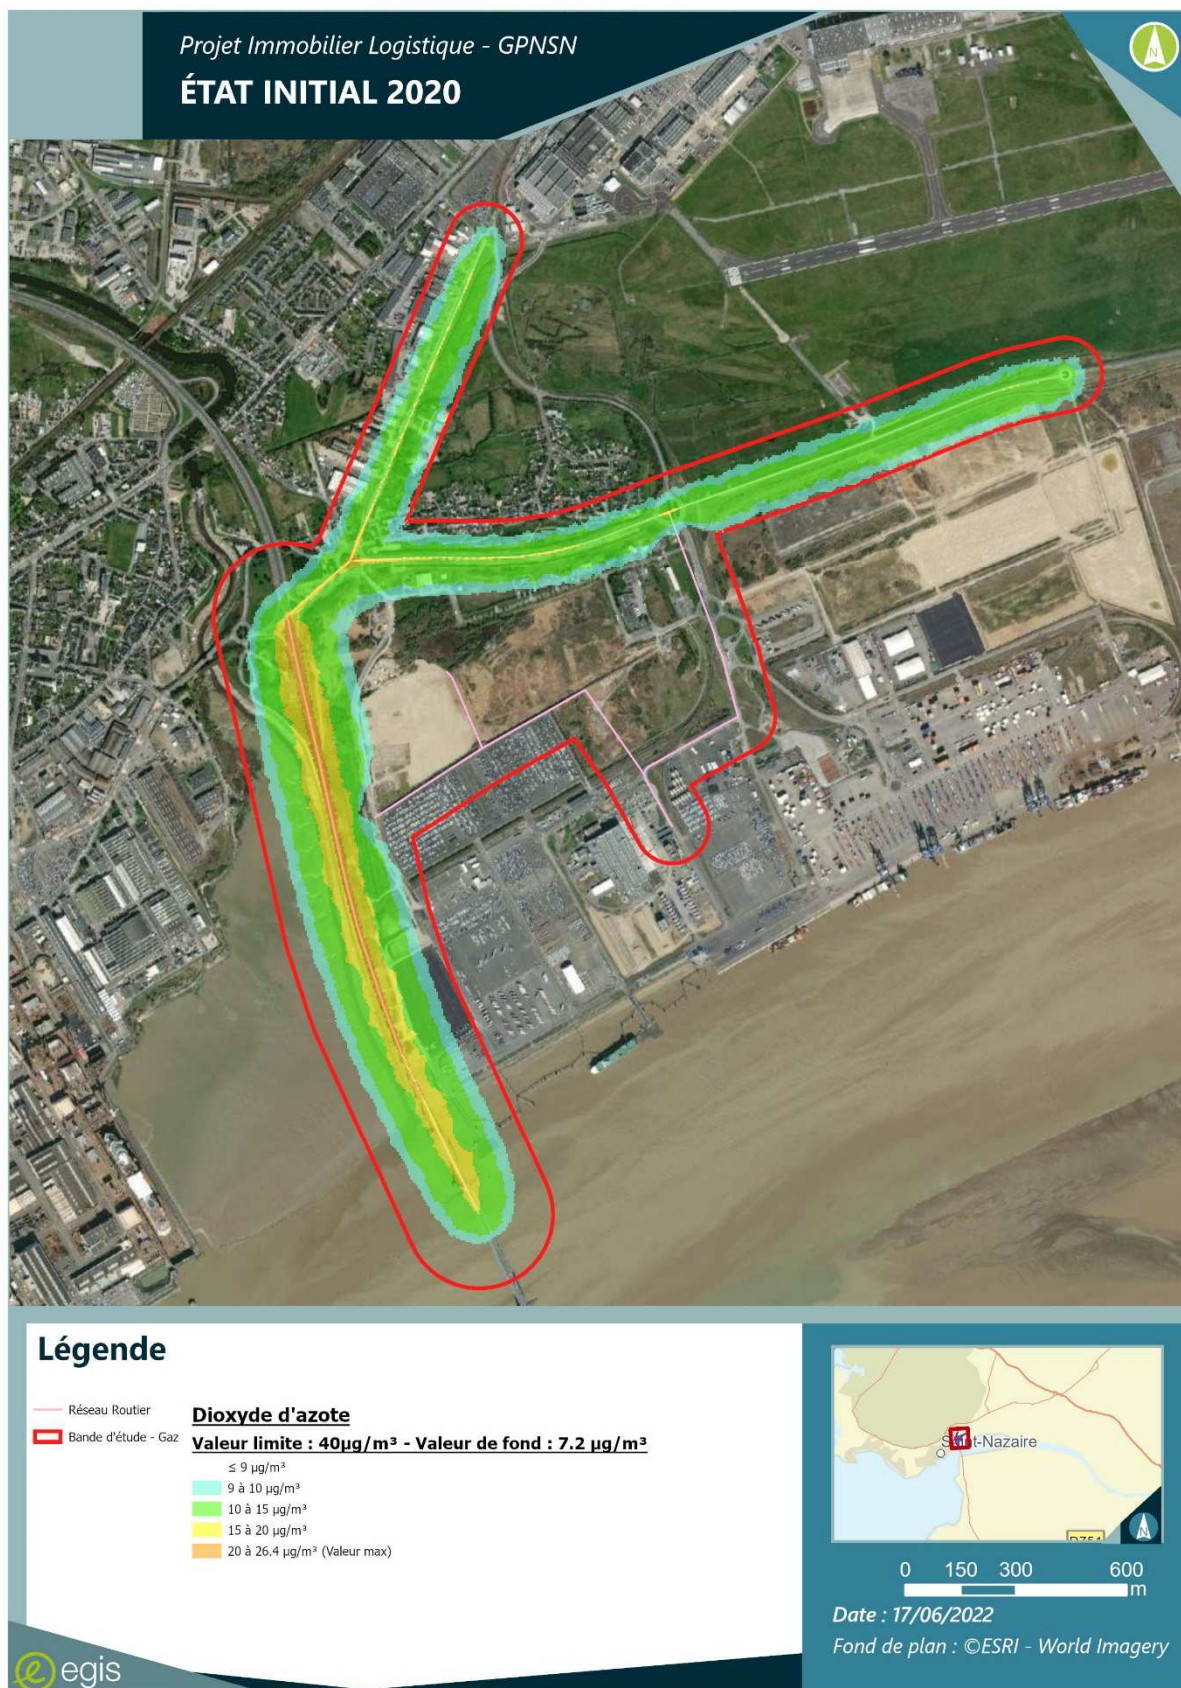 Projet Immobilier Logistique - GPNSN
ÉTAT INITIAL 2020
N
Légende
Réseau Routier
Bande d'étude - Gaz
Dioxyde d'azote
Valeur limite : 40µg/m³ - Valeur de fond : 7.2 µg/m³
≤ 9 µg/m³
9 à 10 µg/m³
10 à 15 µg/m³
15 à 20 µg/m³
20 à 26.4 µg/m³ (Valeur max)
Saint-Nazaire
D751
N
0 150 300 600
m
Date : 17/06/2022
Fond de plan : ©ESRI - World Imagery
egis